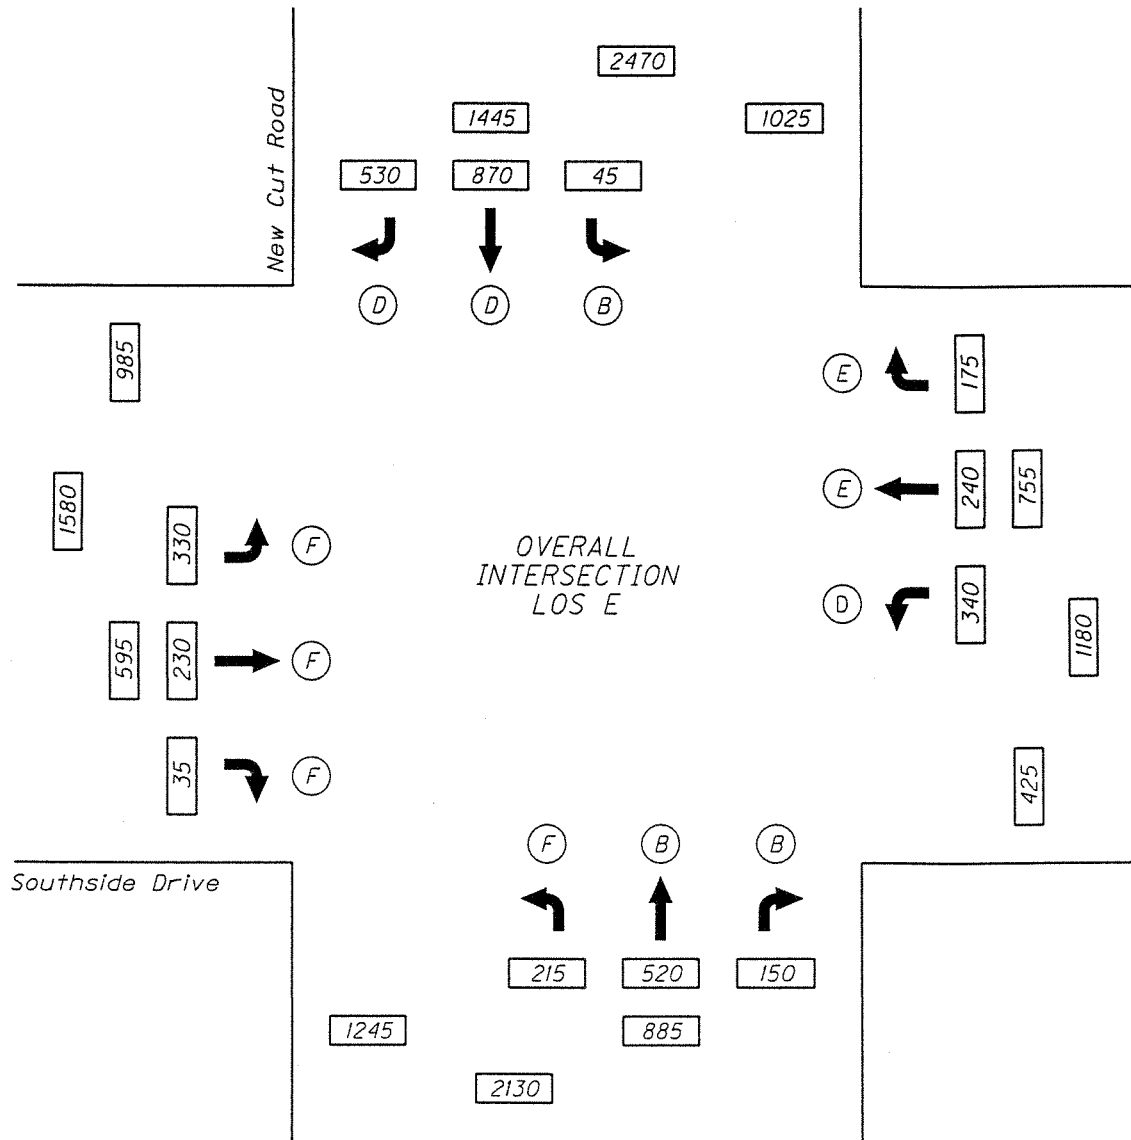 2470
1445
1025
New Cut Road
530
870
45
D
D
B
985
E
175
1580
E
240
755
330
F
OVERALL
INTERSECTION
LOS E
D
340
1180
595
230
F
35
F
425
F
B
B
Southside Drive
215
520
150
1245
885
2130